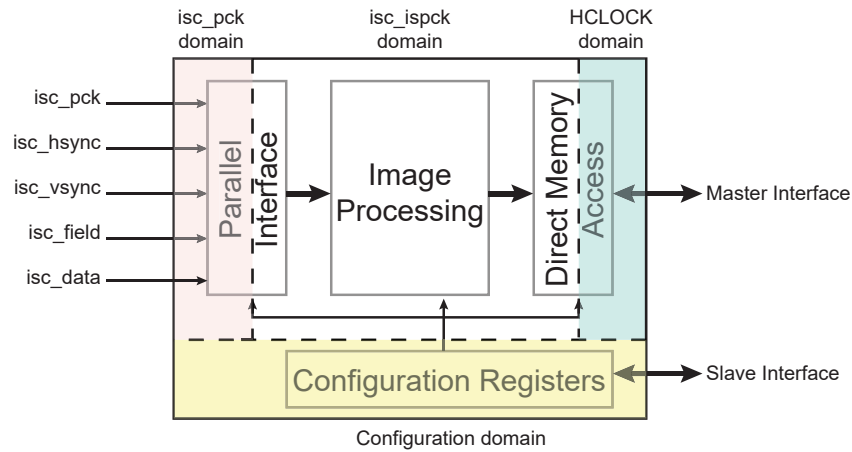 isc_pck
domain
isc_ispck
domain
HCLOCK
domain
isc_pck
isc_hsync
isc_vsync
isc_field
isc_data
Parallel
Interface
Image
Processing
Direct Memory
Access
Master Interface
Configuration Registers
Slave Interface
Configuration domain